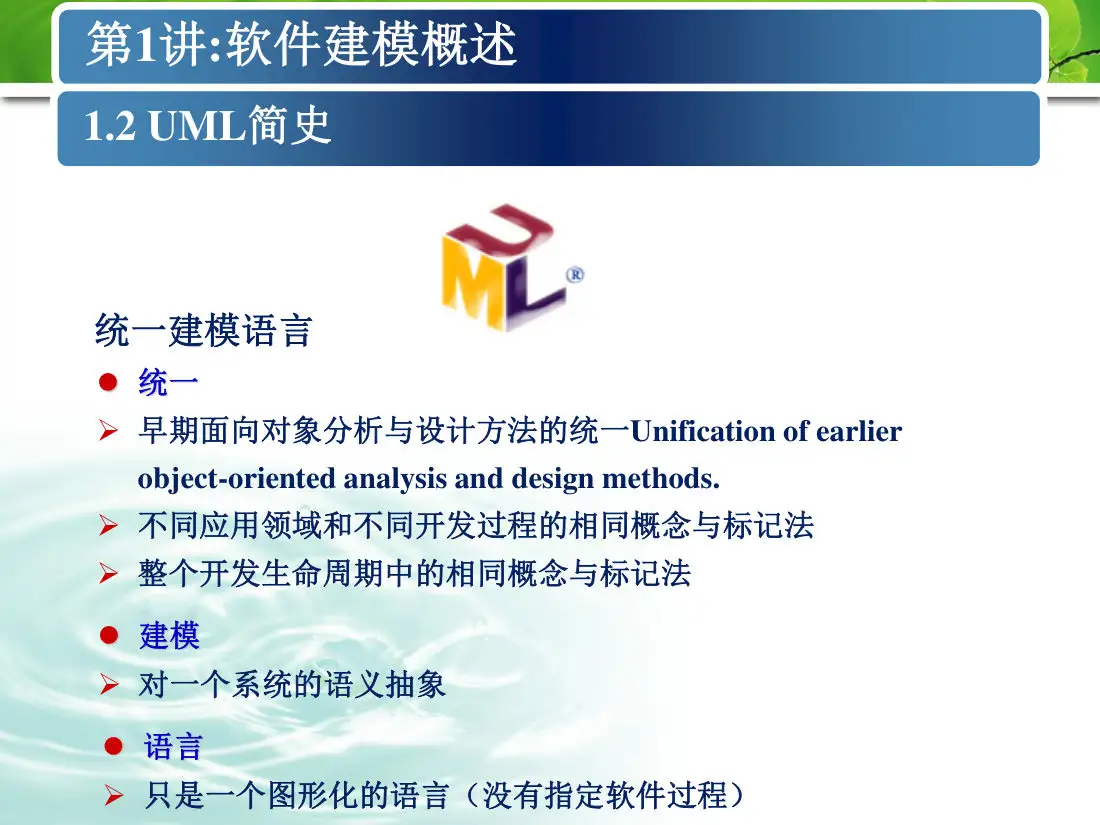 第1讲:软件建模概述
1.2 UML简史
UML®
统一建模语言
统一
早期面向对象分析与设计方法的统一Unification of earlier
object-oriented analysis and design methods.
不同应用领域和不同开发过程的相同概念与标记法
整个开发生命周期中的相同概念与标记法
建模
对一个系统的语义抽象
语言
只是一个图形化的语言（没有指定软件过程）